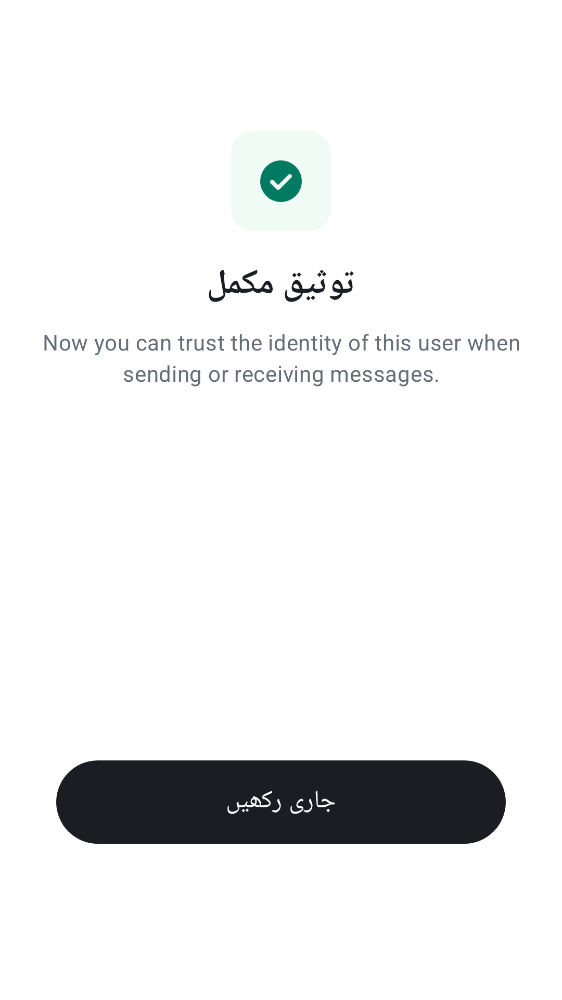 توثیق مکمل
Now you can trust the identity of this user when
sending or receiving messages.
جاری رکھیں